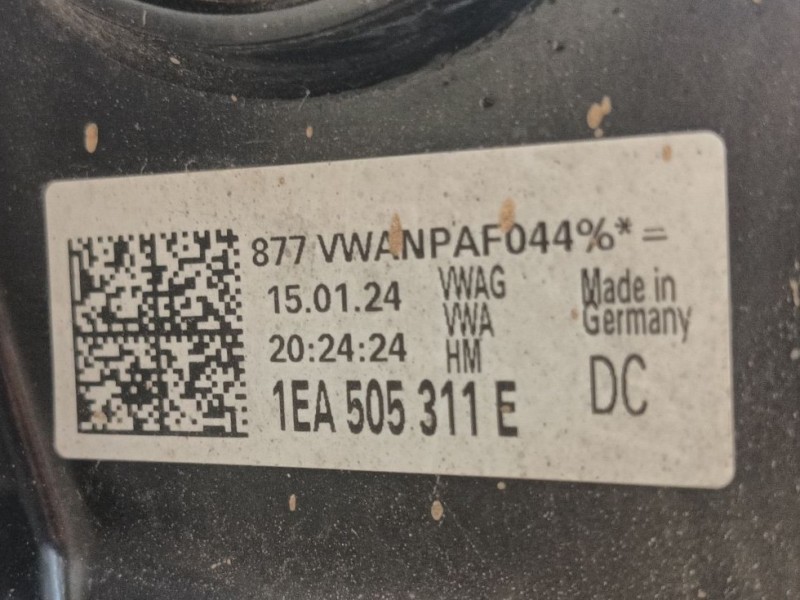 877 VWANPAF044%*=
15.01.24 VWAG Made in
VWA Germany
20:24:24 HM
1EA 505 311 E DC